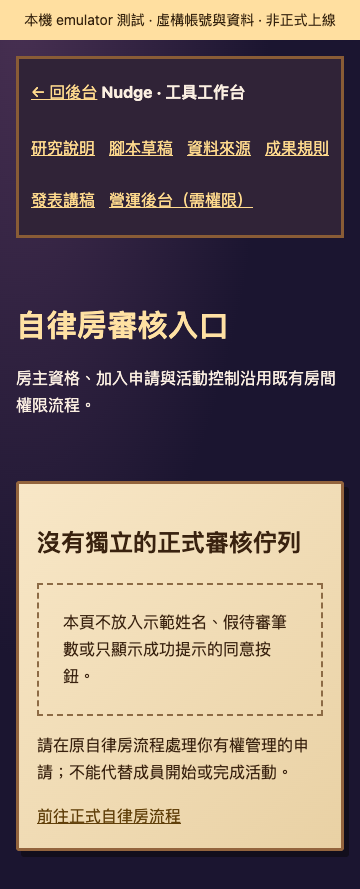 本機 emulator 測試 · 虛構帳號與資料 · 非正式上線
← 回後台 Nudge · 工具工作台
研究說明 腳本草稿 資料來源 成果規則
發表講稿 營運後台（需權限）
自律房審核入口
房主資格、加入申請與活動控制沿用既有房間
權限流程。
沒有獨立的正式審核佇列
本頁不放入示範姓名、假待審筆
數或只顯示成功提示的同意按
鈕。
請在原自律房流程處理你有權管理的申
請；不能代替成員開始或完成活動。
前往正式自律房流程